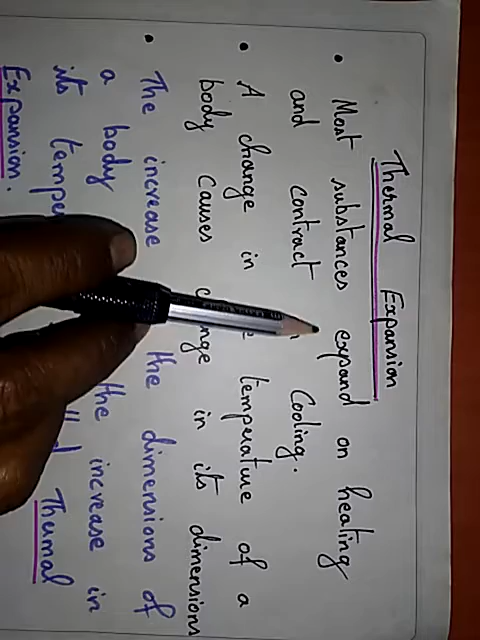 Thermal Expansion
• Most substances expand on heating
and contract Cooling.
• A change in temperature of a
body causes in its dimensions
• The increase the dimensions of
a body the increase in
its Thermal
Expansion.